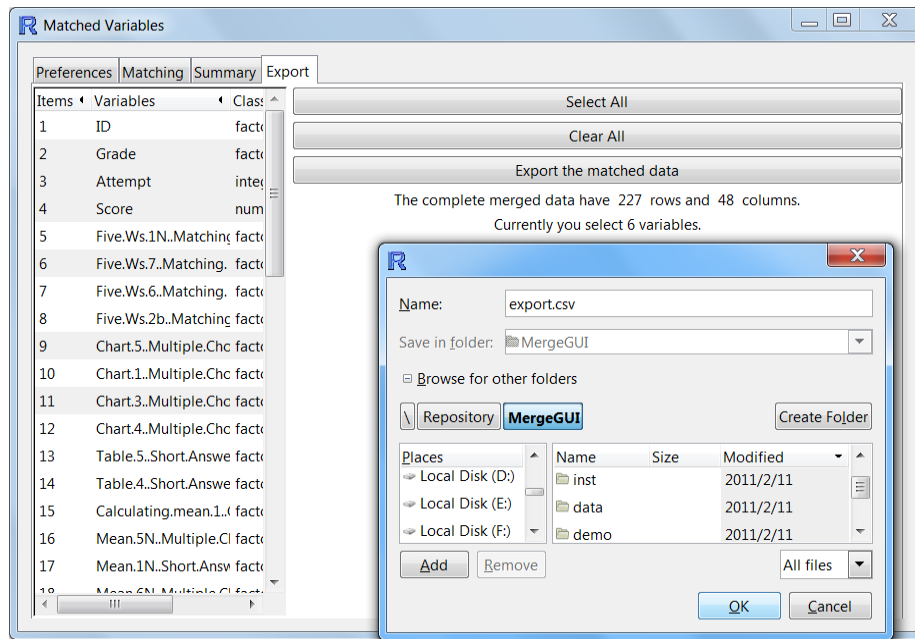 Matched Variables
Preferences Matching Summary Export
Items Variables Clas
1 ID facto
2 Grade facto
3 Attempt integ
4 Score num
5 Five.Ws.1N..Matching facto
6 Five.Ws.7..Matching. facto
7 Five.Ws.6..Matching. facto
8 Five.Ws.2b..Matching facto
9 Chart.5..Multiple.Cho facto
10 Chart.1..Multiple.Cho facto
11 Chart.3..Multiple.Cho facto
12 Chart.4..Multiple.Cho facto
13 Table.5..Short.Answe facto
14 Table.4..Short.Answe facto
15 Calculating.mean.1..( facto
16 Mean.5N..Multiple.Cl facto
17 Mean.1N..Short.Answ facto
18 Mean.6N..Multiple.Cl facto
Select All
Clear All
Export the matched data
The complete merged data have 227 rows and 48 columns.
Currently you select 6 variables.
Name: export.csv
Save in folder: MergeGUI
Browse for other folders
\ Repository MergeGUI Create Folder
Places
Local Disk (D:)
Local Disk (E:)
Local Disk (F:)
Name Size Modified
inst 2011/2/11
data 2011/2/11
demo 2011/2/11
Add Remove All files
OK Cancel